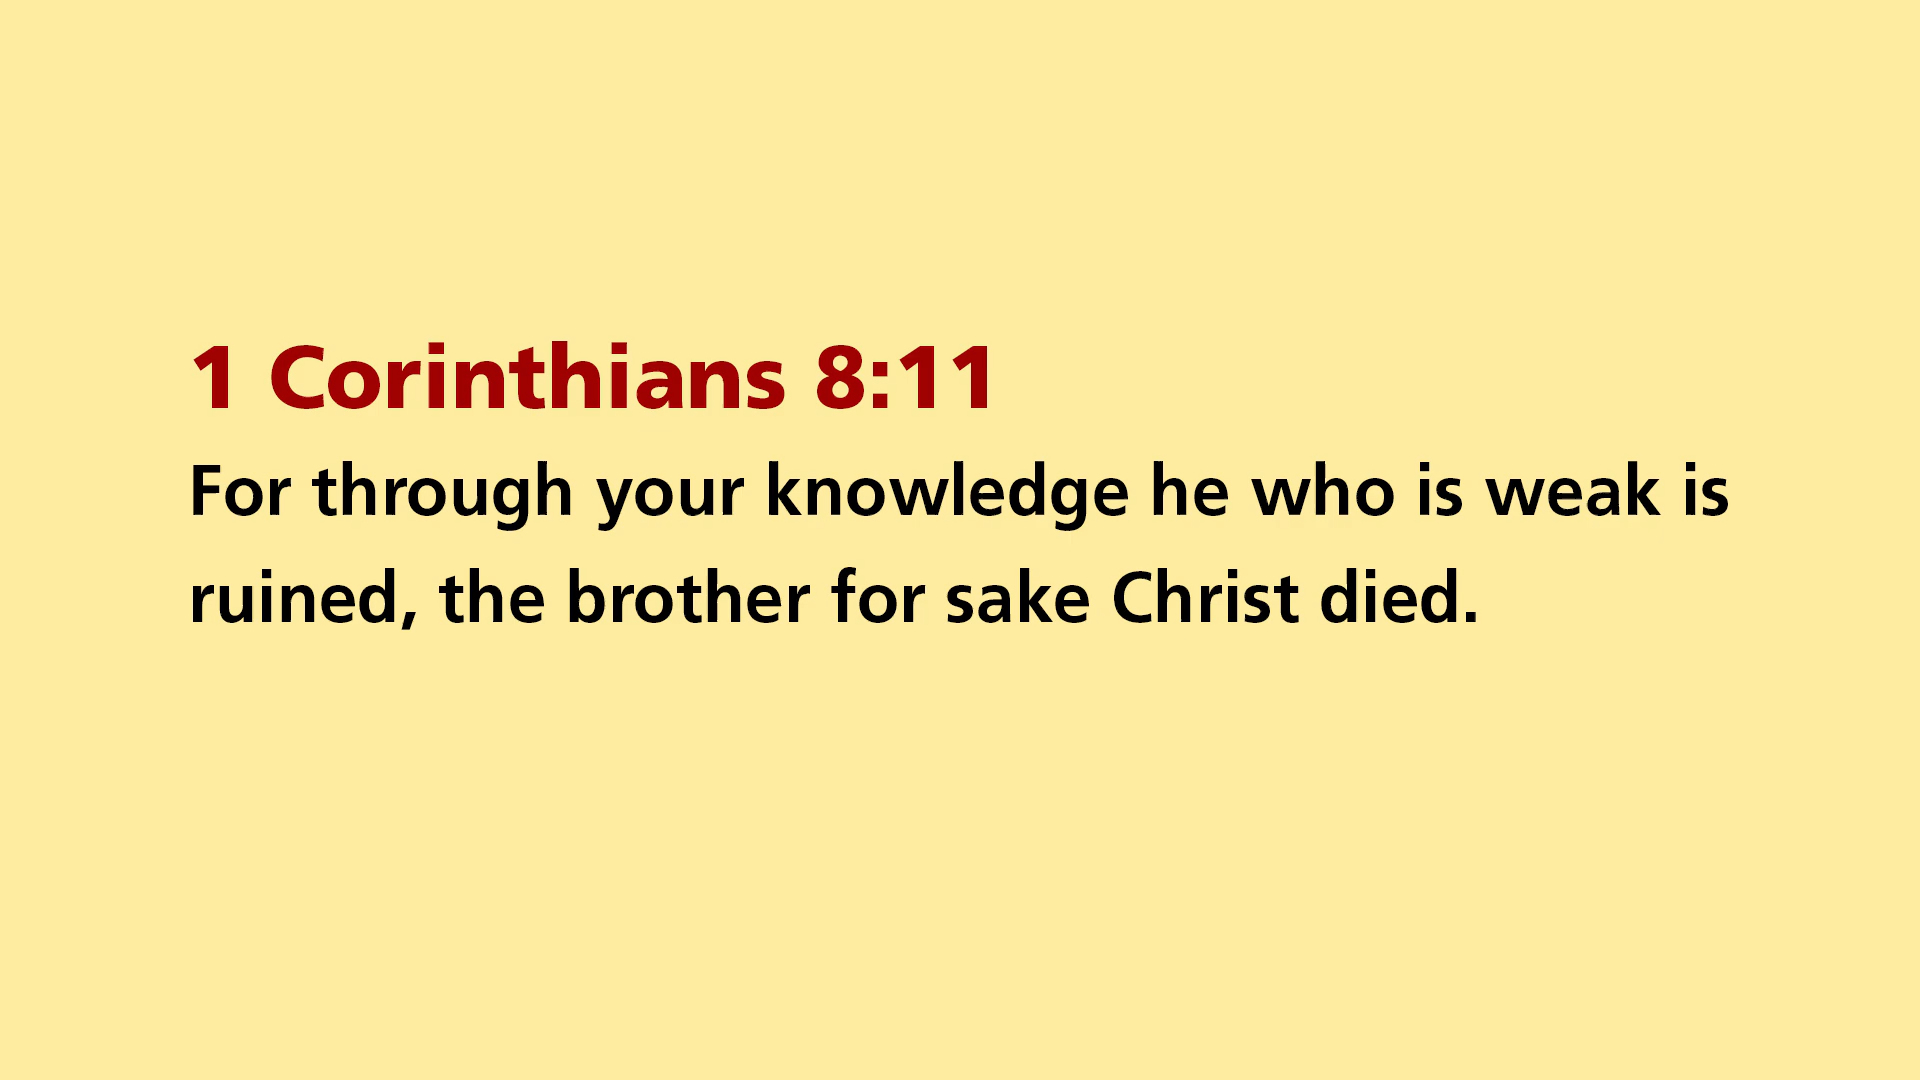 1 Corinthians 8:11
For through your knowledge he who is weak is
ruined, the brother for sake Christ died.